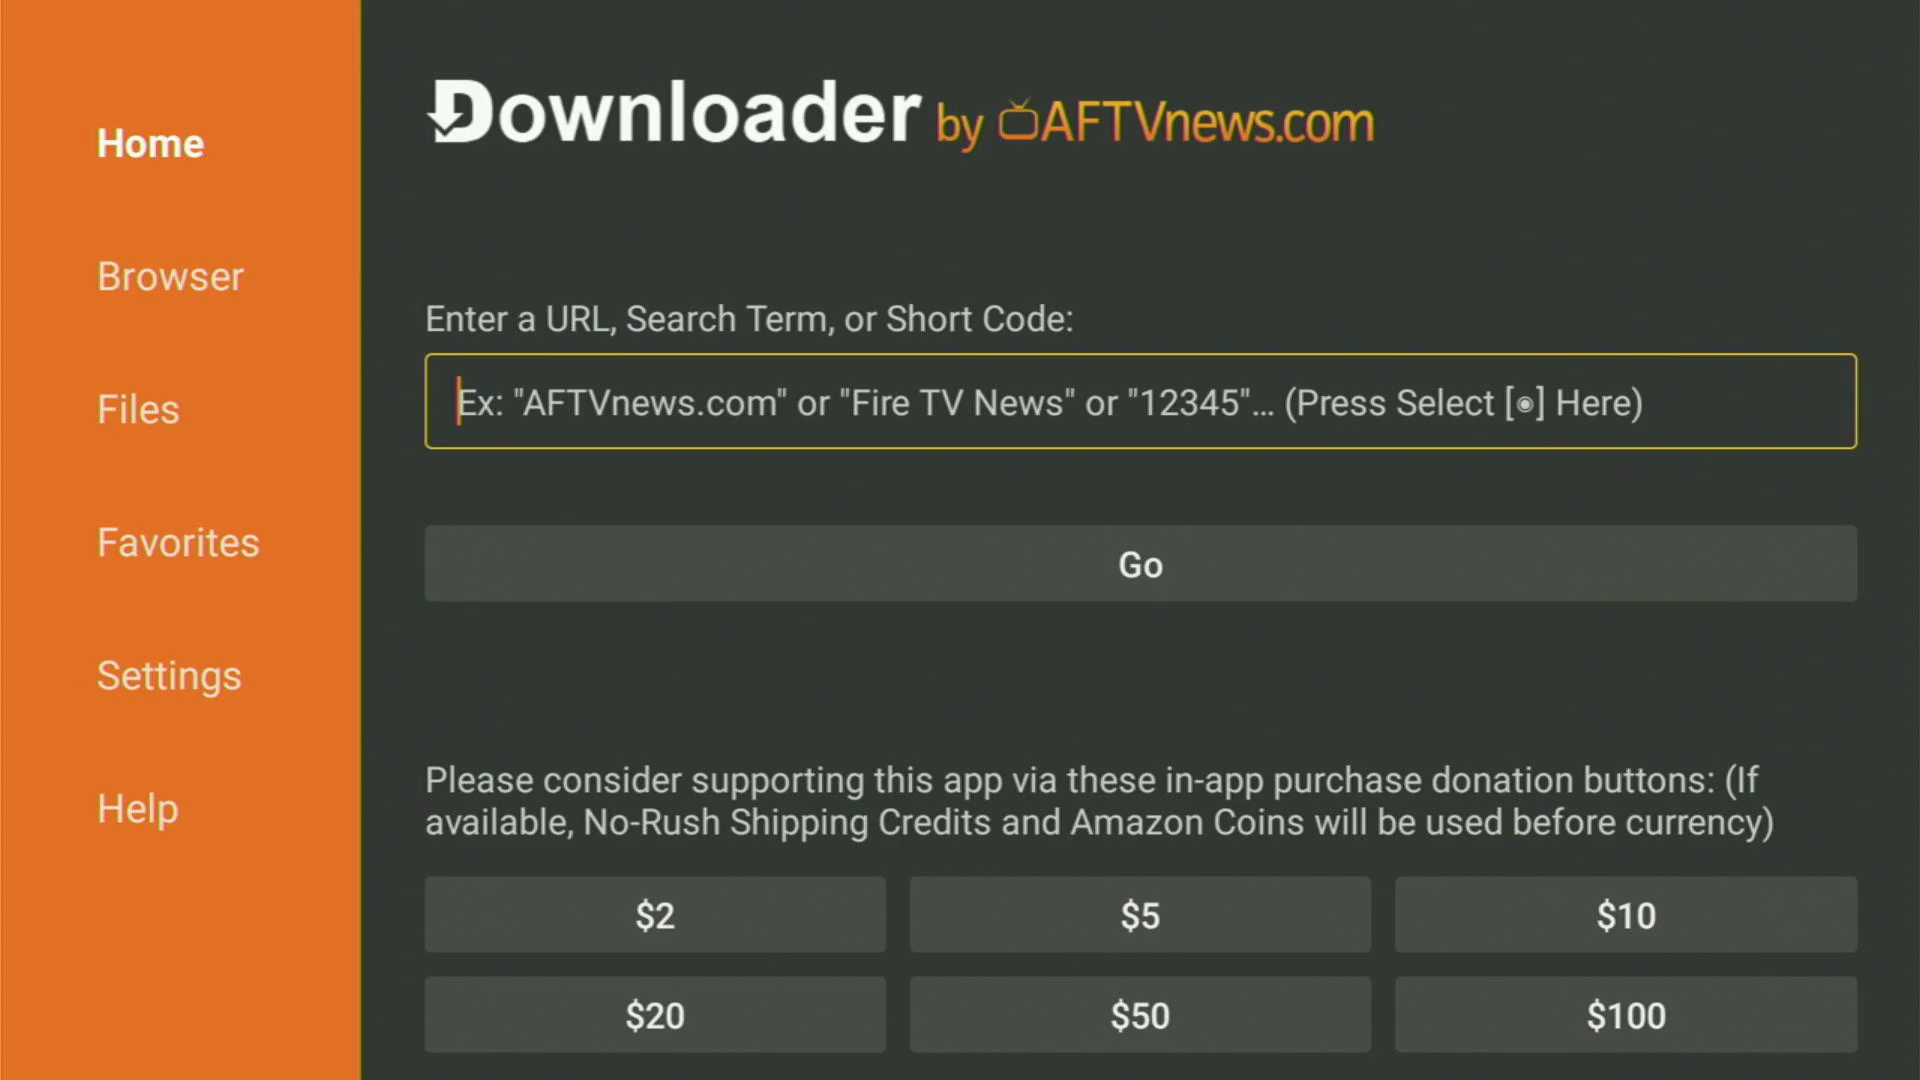 Home
Browser
Files
Favorites
Settings
Help
Downloader by AFTVnews.com
Enter a URL, Search Term, or Short Code:
Ex: "AFTVnews.com" or "Fire TV News" or "12345"... (Press Select [◉] Here)
Go
Please consider supporting this app via these in-app purchase donation buttons: (If
available, No-Rush Shipping Credits and Amazon Coins will be used before currency)
$2 $5 $10
$20 $50 $100